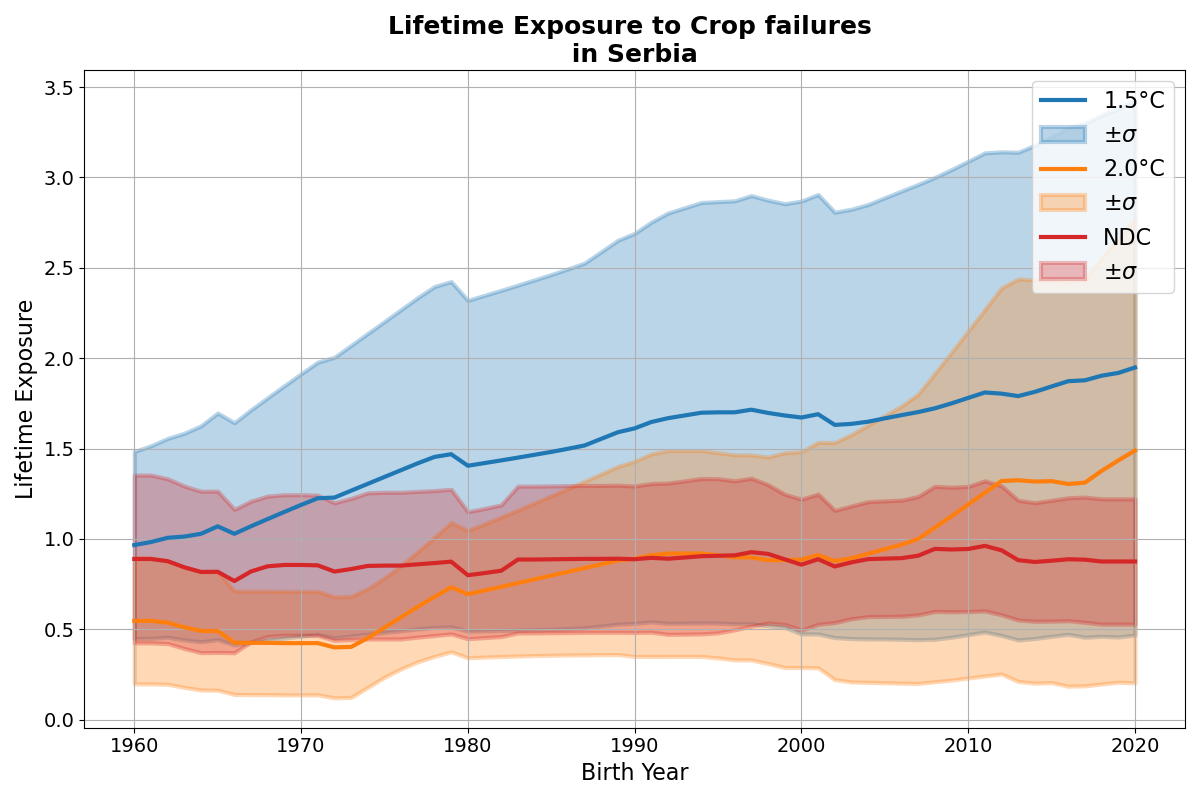 Lifetime Exposure to Crop failures
in Serbia
Lifetime Exposure
3.5
3.0
2.5
2.0
1.5
1.0
0.5
0.0
1.5°C
±σ
2.0°C
±σ
NDC
±σ
1960
1970
1980
1990
2000
2010
2020
Birth Year